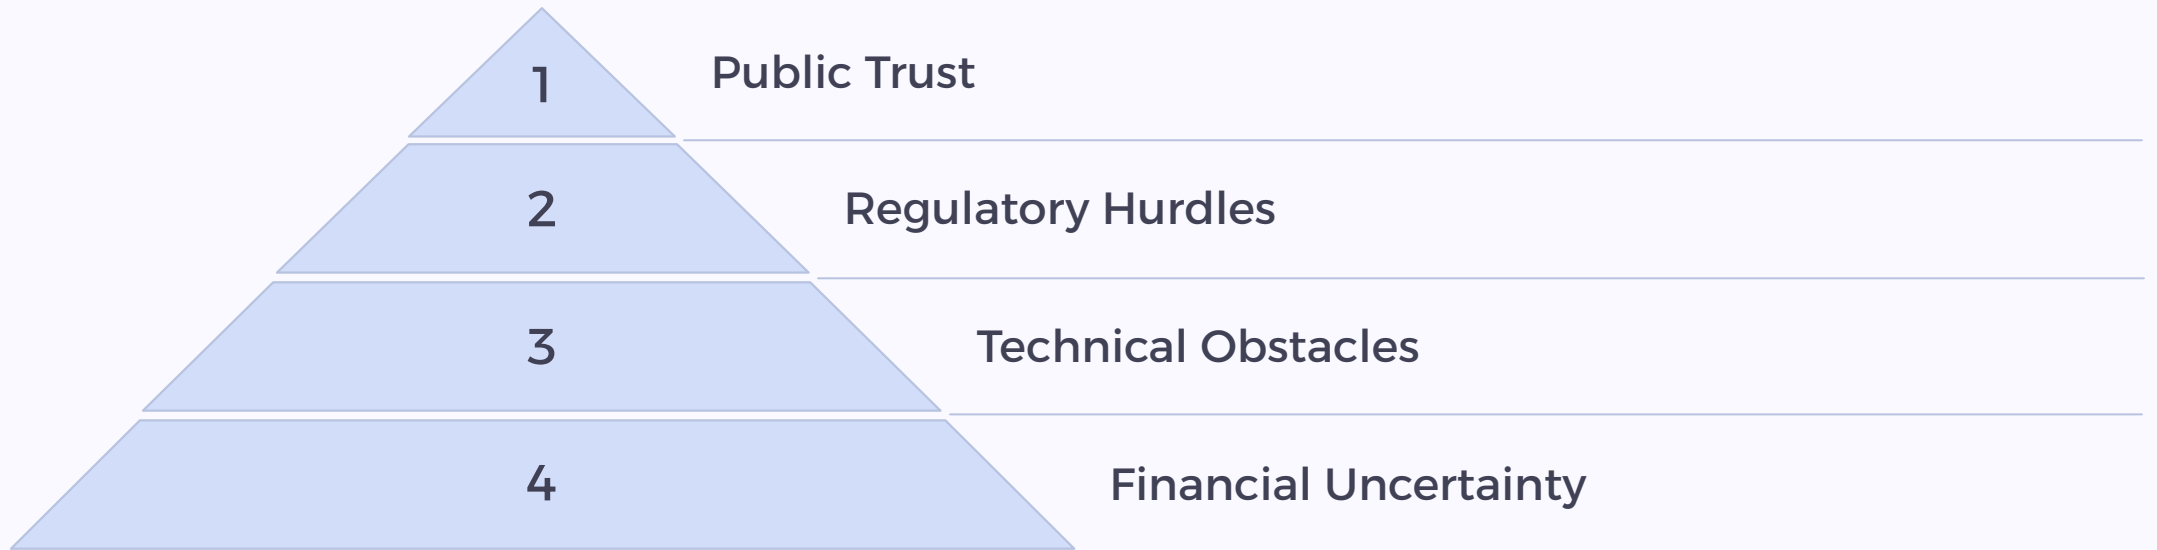 1
Public Trust
2
Regulatory Hurdles
3
Technical Obstacles
4
Financial Uncertainty